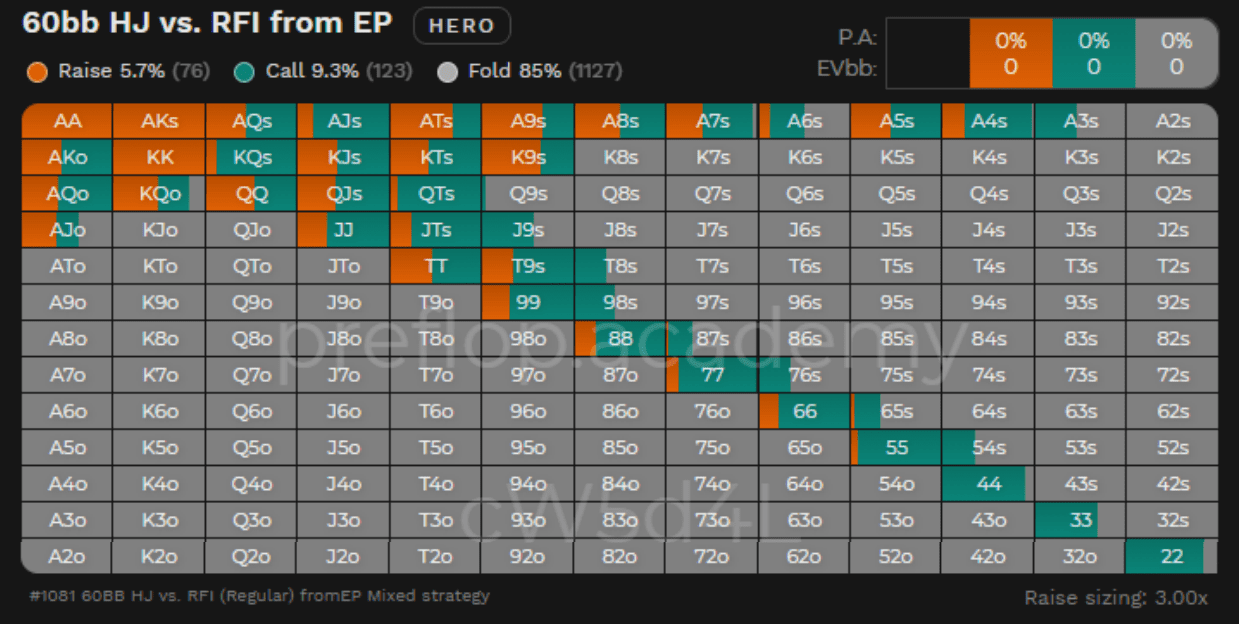 60bb HJ vs. RFI from EP HERO
Raise 5.7% (76) Call 9.3% (123) Fold 85% (1127)
P.A: 0% 0% 0%
EVbb: 0 0 0
AA AKs AQs AJs ATs A9s A8s A7s A6s A5s A4s A3s A2s
AKo KK KQs KJs KTs K9s K8s K7s K6s K5s K4s K3s K2s
AQo KQo QQ QJs QTs Q9s Q8s Q7s Q6s Q5s Q4s Q3s Q2s
AJo KJo QJo JJ JTs J9s J8s J7s J6s J5s J4s J3s J2s
ATo KTo QTo JTo TT T9s T8s T7s T6s T5s T4s T3s T2s
A9o K9o Q9o J9o T9o 99 98s 97s 96s 95s 94s 93s 92s
A8o K8o Q8o J8o T8o 98o 88 87s 86s 85s 84s 83s 82s
preflop.academy
A7o K7o Q7o J7o T7o 97o 87o 77 76s 75s 74s 73s 72s
A6o K6o Q6o J6o T6o 96o 86o 76o 66 65s 64s 63s 62s
A5o K5o Q5o J5o T5o 95o 85o 75o 65o 55 54s 53s 52s
A4o K4o Q4o J4o T4o 94o 84o 74o 64o 54o 44 43s 42s
A3o K3o Q3o J3o T3o 93o 83o 73o 63o 53o 43o 33 32s
cW5d4L
A2o K2o Q2o J2o T2o 92o 82o 72o 62o 52o 42o 32o 22
#1081 60BB HJ vs. RFI (Regular) fromEP Mixed strategy
Raise sizing: 3.00x